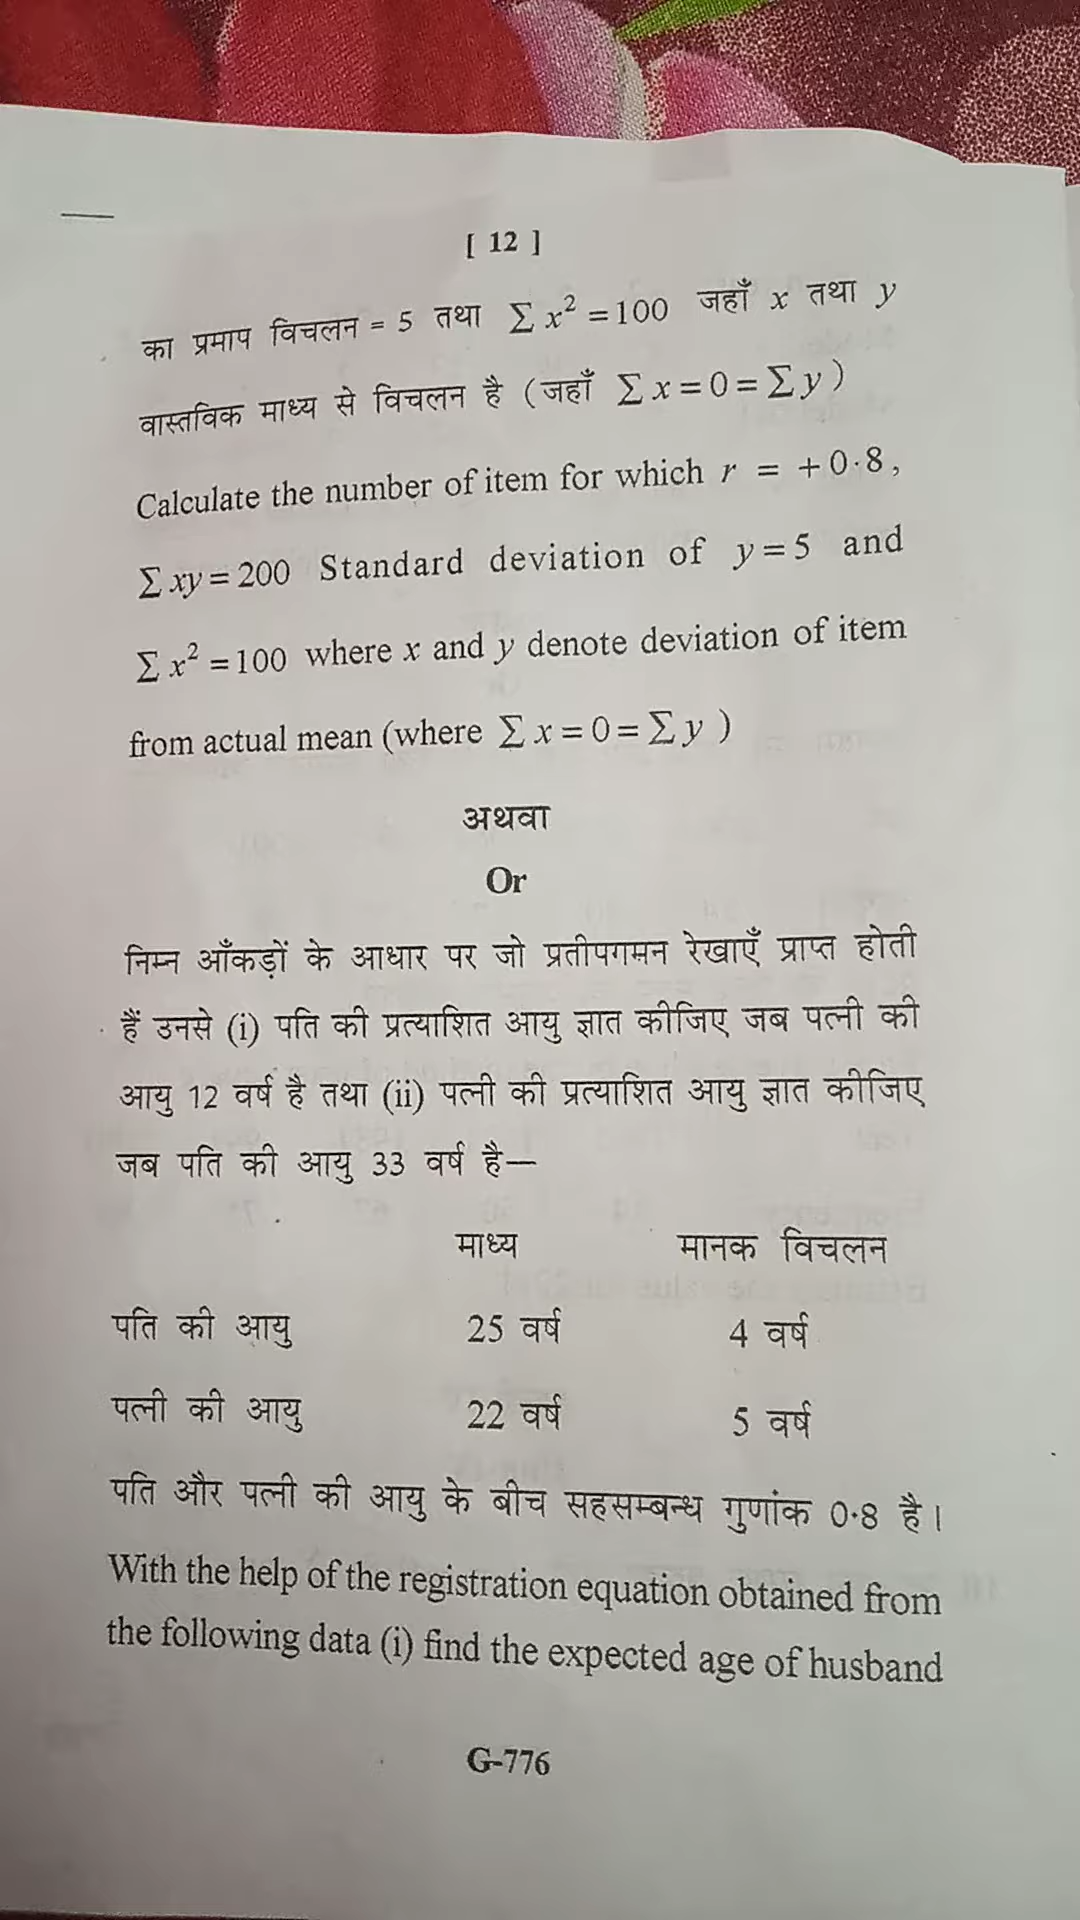 [ 12 ]
का प्रमाप विचलन = 5 तथा ∑ x² = 100 जहाँ x तथा y
वास्तविक माध्य से विचलन है (जहाँ ∑ x = 0 = ∑ y )
Calculate the number of item for which r = +0·8,
∑ xy = 200 Standard deviation of y = 5 and
∑ x² = 100 where x and y denote deviation of item
from actual mean (where ∑ x = 0 = ∑ y )
अथवा
Or
निम्न आँकड़ों के आधार पर जो प्रतीपगमन रेखाएँ प्राप्त होती
हैं उनसे (i) पति की प्रत्याशित आयु ज्ञात कीजिए जब पत्नी की
आयु 12 वर्ष है तथा (ii) पत्नी की प्रत्याशित आयु ज्ञात कीजिए
जब पति की आयु 33 वर्ष है—
माध्य मानक विचलन
पति की आयु 25 वर्ष 4 वर्ष
पत्नी की आयु 22 वर्ष 5 वर्ष
पति और पत्नी की आयु के बीच सहसम्बन्ध गुणांक 0·8 है।
With the help of the registration equation obtained from
the following data (i) find the expected age of husband
G-776